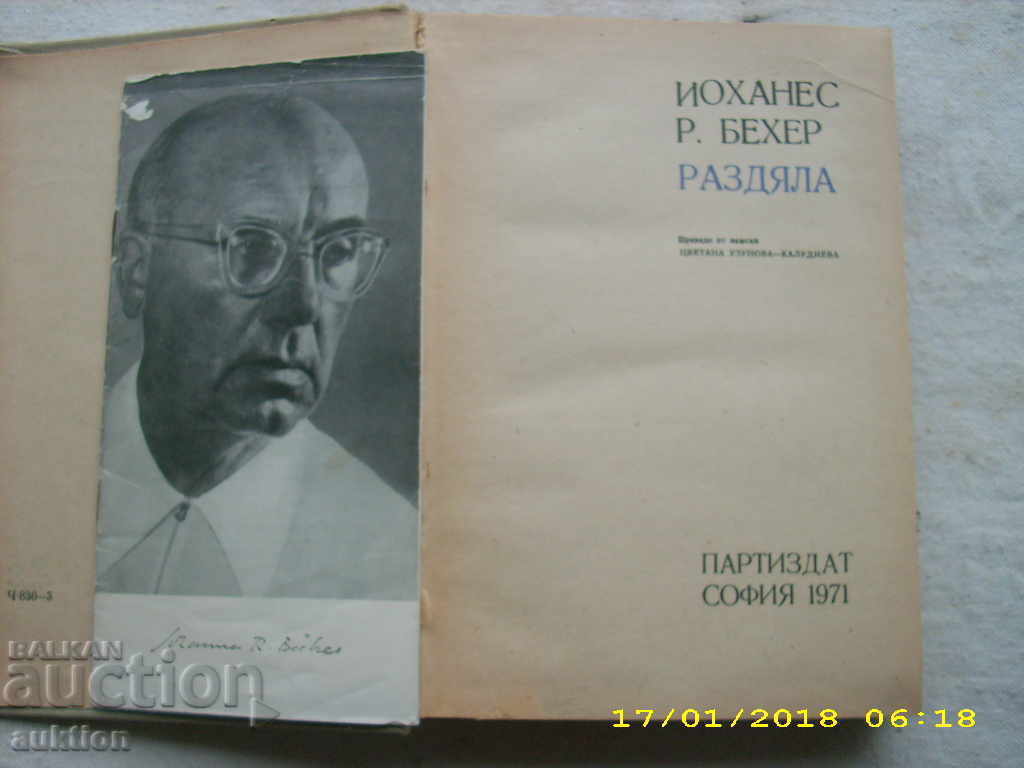 ИОХАНЕС
Р. БЕХЕР
РАЗДЯЛА
Преведе от немски
ЦВЕТАНА УЗУНОВА—КАЛУДИЕВА
ПАРТИЗДАТ
СОФИЯ 1971
Ч-830—3
R.
BALKAN
auction
auktion
17/01/2018 06:18